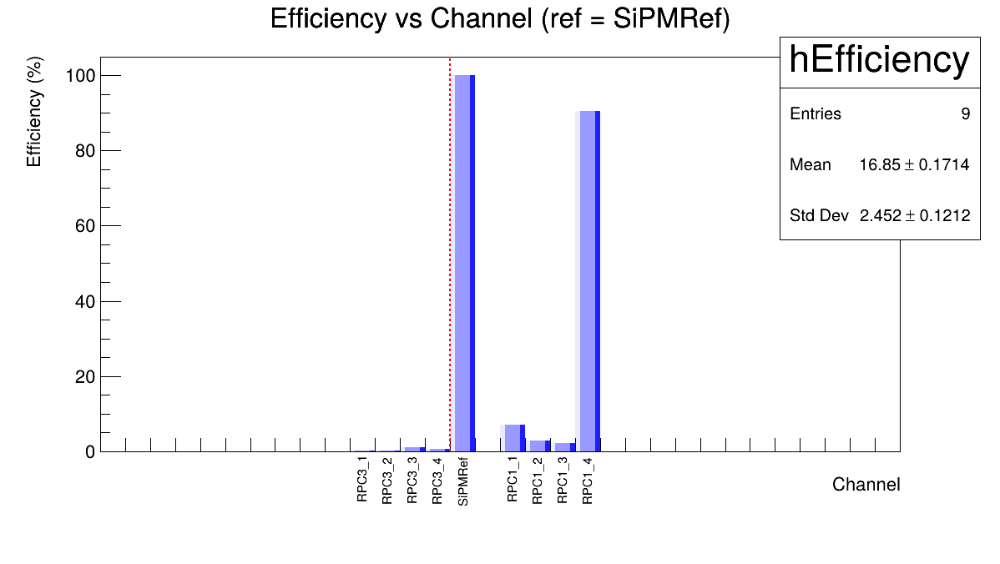 Efficiency vs Channel (ref = SiPMRef)
hEfficiency
Entries 9
Mean 16.85 ± 0.1714
Std Dev 2.452 ± 0.1212
Efficiency (%)
100
80
60
40
20
0
RPC3_1
RPC3_2
RPC3_3
RPC3_4
SiPMRef
RPC1_1
RPC1_2
RPC1_3
RPC1_4
Channel